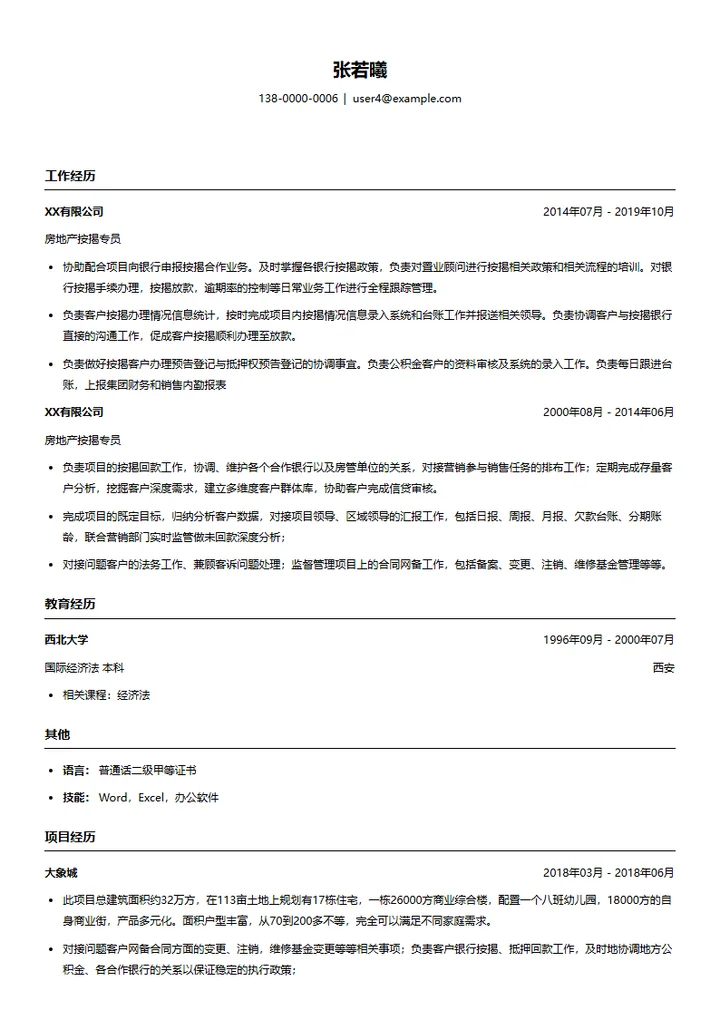 张若曦
138-0000-0006 | user4@example.com
工作经历
XX有限公司 2014年07月 - 2019年10月
房地产按揭专员
• 协助配合项目向银行申报按揭合作业务。及时掌握各银行按揭政策，负责对置业顾问进行按揭相关政策和相关流程的培训。对银
行按揭手续办理，按揭放款，逾期率的控制等日常业务工作进行全程跟踪管理。
• 负责客户按揭办理情况信息统计，按时完成项目内按揭情况信息录入系统和台账工作并报送相关领导。负责协调客户与按揭银行
直接的沟通工作，促成客户按揭顺利办理至放款。
• 负责做好按揭客户办理预告登记与抵押权预告登记的协调事宜。负责公积金客户的资料审核及系统的录入工作。负责每日跟进台
账，上报集团财务和销售内勤报表
XX有限公司 2000年08月 - 2014年06月
房地产按揭专员
• 负责项目的按揭回款工作，协调、维护各个合作银行以及房管单位的关系，对接营销参与销售任务的排布工作；定期完成存量客
户分析，挖掘客户深度需求，建立多维度客户群体库，协助客户完成信贷审核。
• 完成项目的既定目标，归纳分析客户数据，对接项目领导、区域领导的汇报工作，包括日报、周报、月报、欠款台账、分期账
龄，联合营销部门实时监管做未回款深度分析；
• 对接问题客户的法务工作、兼顾客诉问题处理；监督管理项目上的合同网备工作，包括备案、变更、注销、维修基金管理等等。
教育经历
西北大学 1996年09月 - 2000年07月
国际经济法 本科 西安
• 相关课程：经济法
其他
• 语言： 普通话二级甲等证书
• 技能： Word，Excel，办公软件
项目经历
大象城 2018年03月 - 2018年06月
• 此项目总建筑面积约32万方，在113亩土地上规划有17栋住宅，一栋26000方商业综合楼，配置一个八班幼儿园，18000方的自
身商业街，产品多元化。面积户型丰富，从70到200多不等，完全可以满足不同家庭需求。
• 对接问题客户网备合同方面的变更、注销，维修基金变更等等相关事项；负责客户银行按揭、抵押回款工作，及时地协调地方公
积金、各合作银行的关系以保证稳定的执行政策；